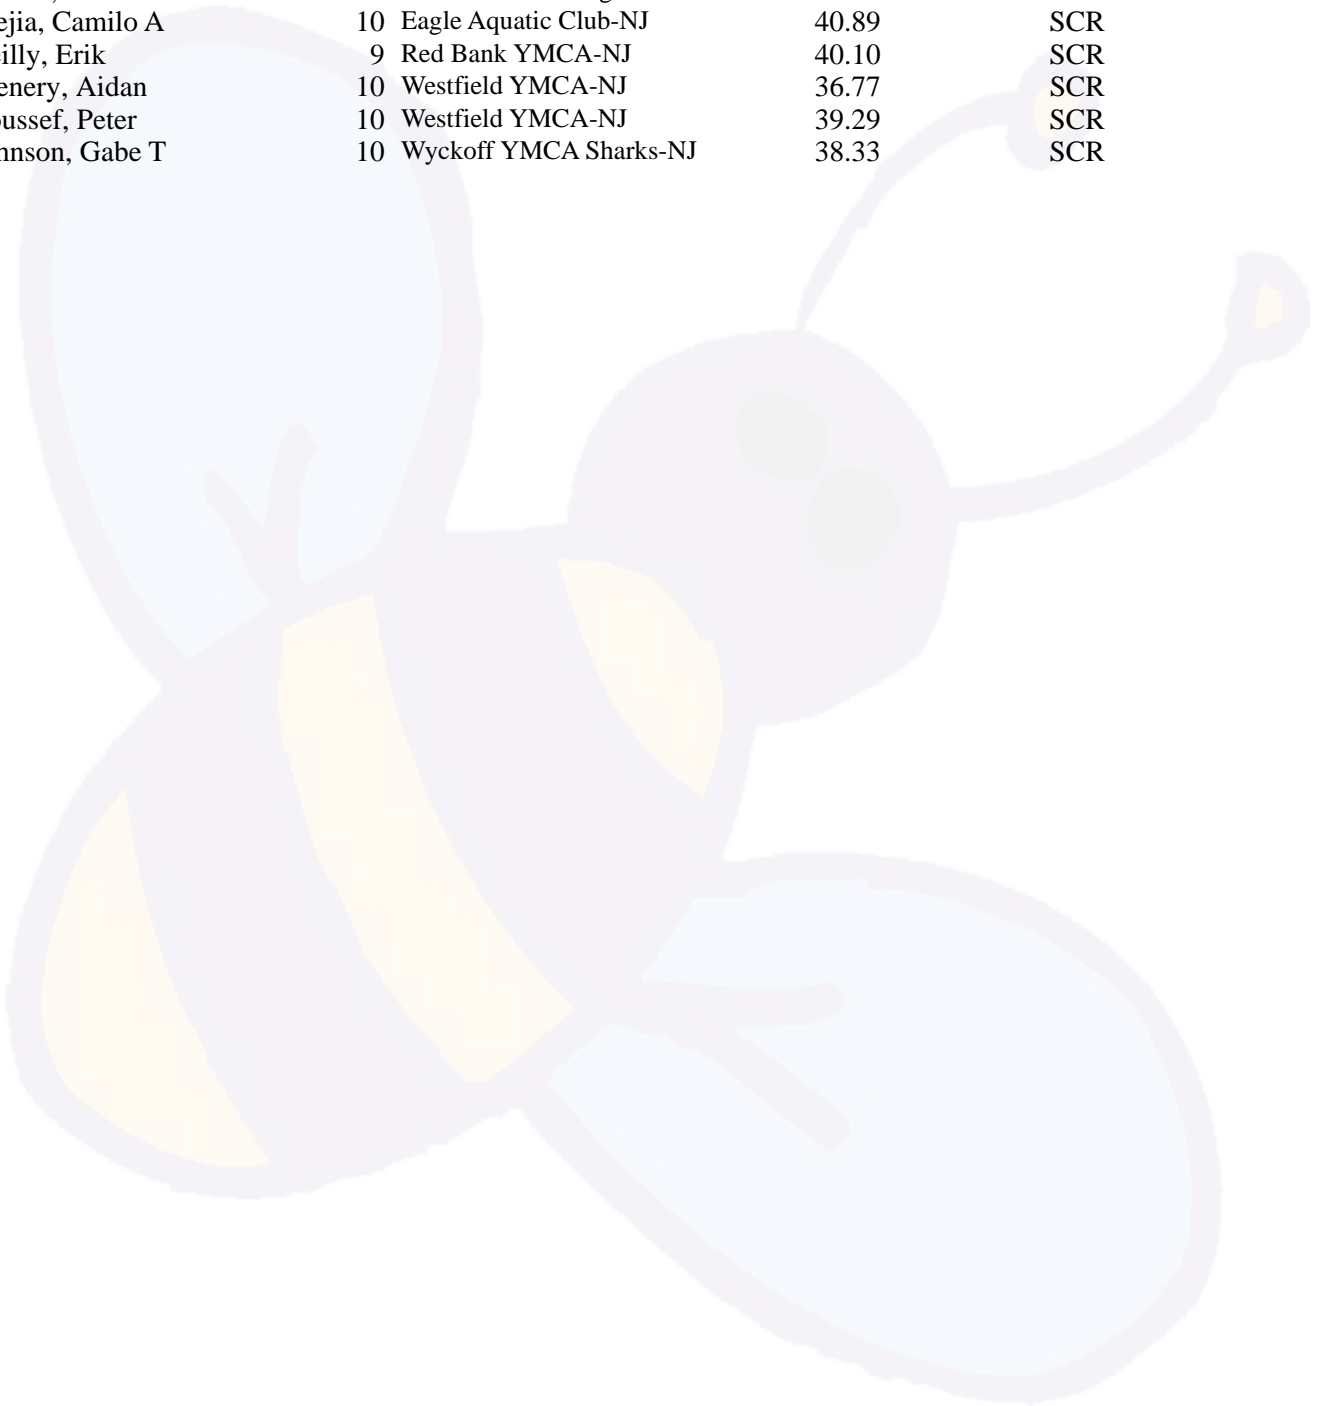 ejia, Camilo A 10 Eagle Aquatic Club-NJ 40.89 SCR
illy, Erik 9 Red Bank YMCA-NJ 40.10 SCR
enery, Aidan 10 Westfield YMCA-NJ 36.77 SCR
ussef, Peter 10 Westfield YMCA-NJ 39.29 SCR
hnson, Gabe T 10 Wyckoff YMCA Sharks-NJ 38.33 SCR